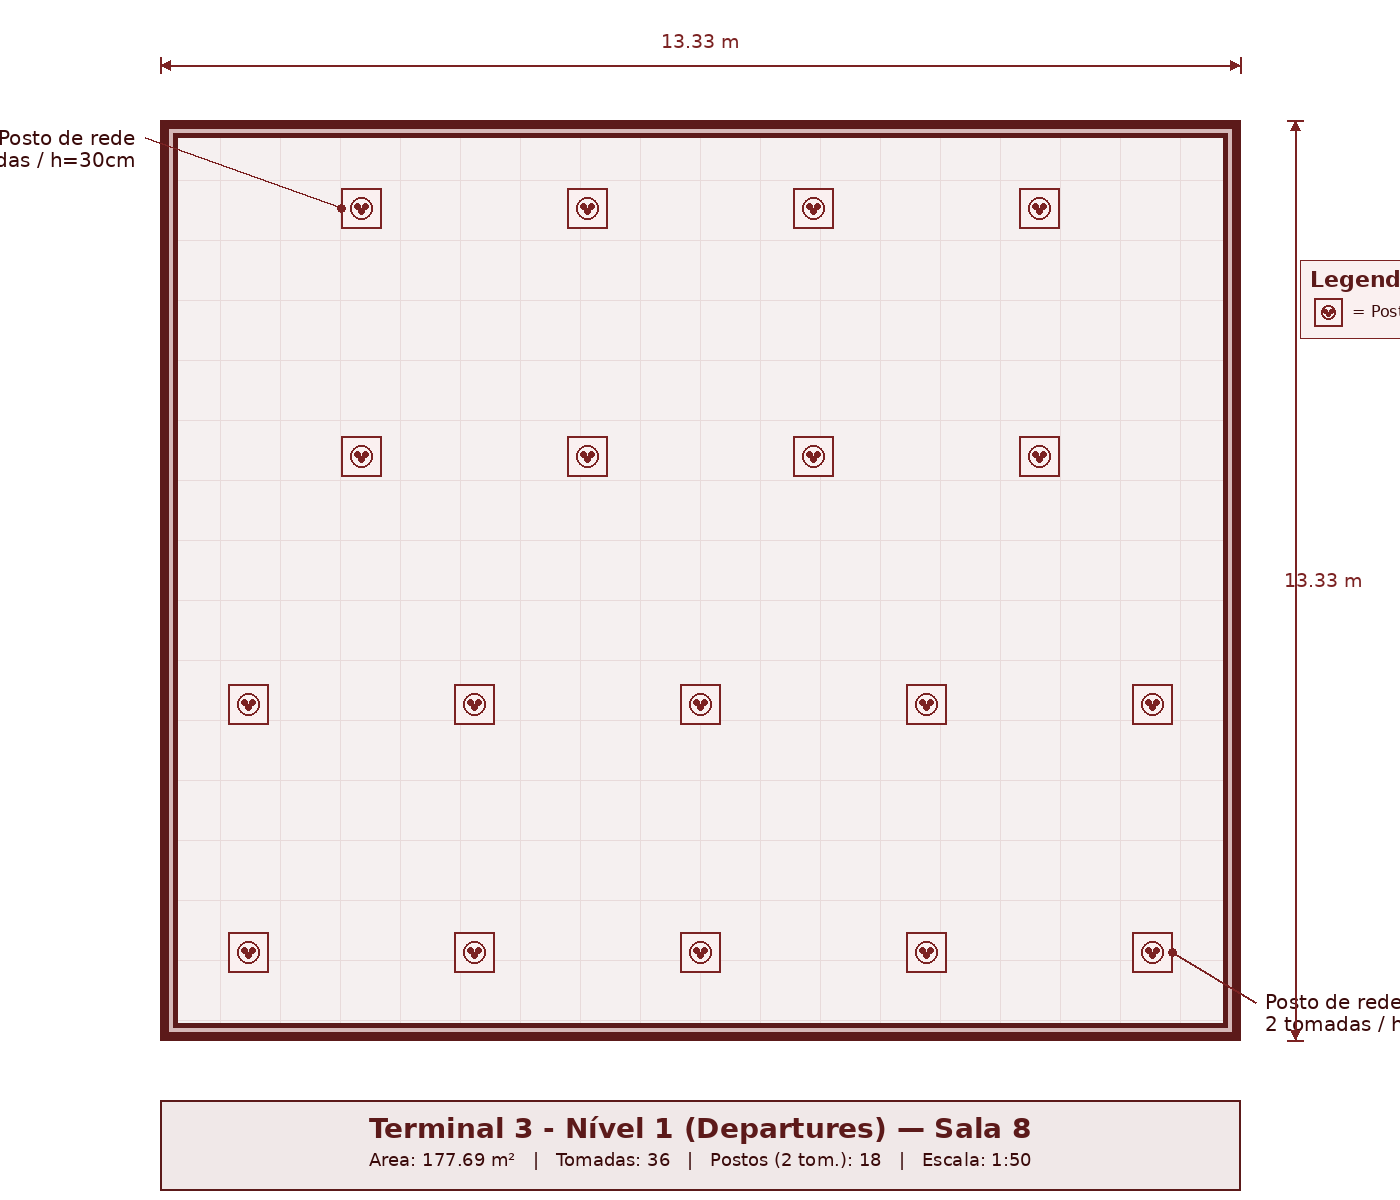 13.33 m
Posto de rede
/ h=30cm
Legend
= Post
13.33 m
Posto de rede
2 tomadas / h
Terminal 3 - Nível 1 (Departures) — Sala 8
Area: 177.69 m² | Tomadas: 36 | Postos (2 tom.): 18 | Escala: 1:50